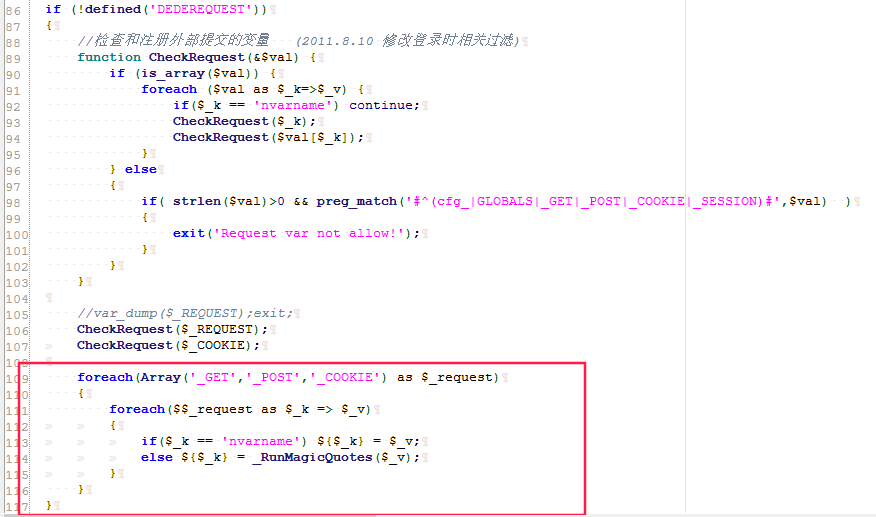 86 if (!defined('DEDEREQUEST'))
87 {
88 //检查和注册外部提交的变量 (2011.8.10 修改登录时相关过滤)
89 function CheckRequest(&$val) {
90 if (is_array($val)) {
91 foreach ($val as $_k=>$_v) {
92 if($_k == 'nvarname') continue;
93 CheckRequest($_k);
94 CheckRequest($val[$_k]);
95 }
96 } else
97 {
98 if( strlen($val)>0 && preg_match('#^(cfg_|GLOBALS|_GET|_POST|_COOKIE|_SESSION)#',$val) )
99 {
100 exit('Request var not allow!');
101 }
102 }
103 }
104
105 //var_dump($_REQUEST);exit;
106 CheckRequest($_REQUEST);
107 CheckRequest($_COOKIE);
108
109 foreach(Array('_GET','_POST','_COOKIE') as $_request)
110 {
111 foreach($$_request as $_k => $_v)
112 {
113 if($_k == 'nvarname') ${$_k} = $_v;
114 else ${$_k} = _RunMagicQuotes($_v);
115 }
116 }
117 }